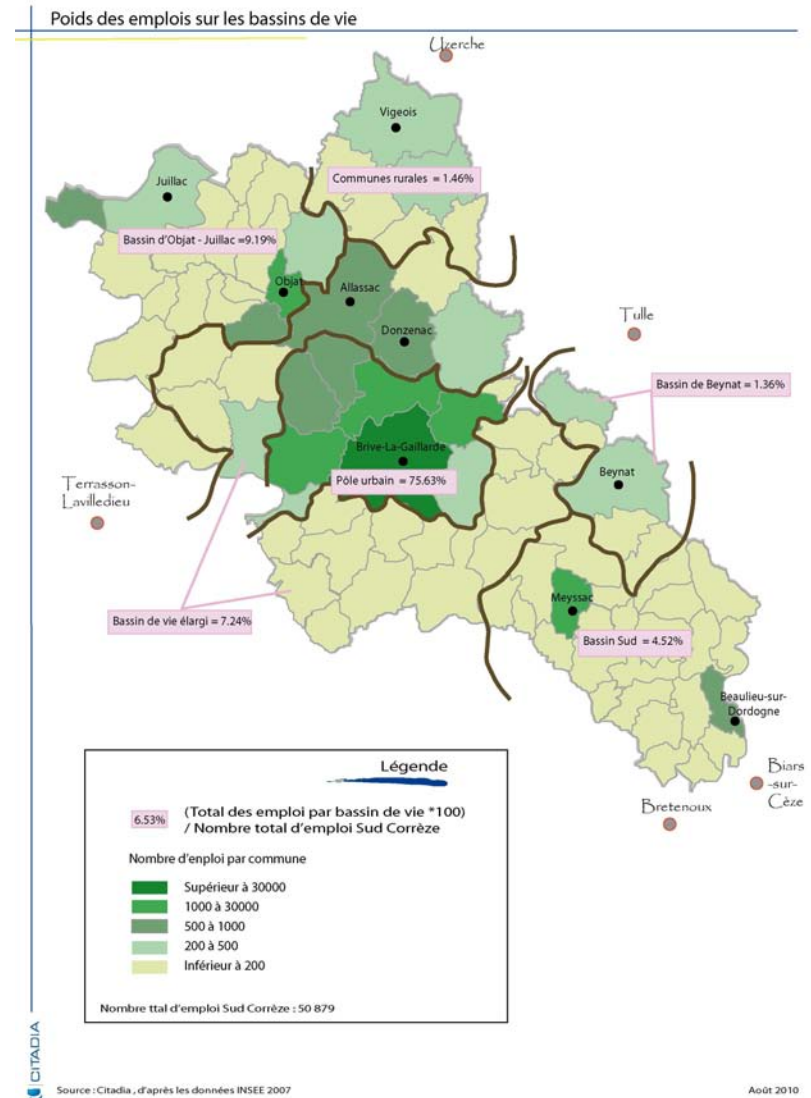 Poids des emplois sur les bassins de vie
Uzerche
Vigeois
Communes rurales = 1.46%
Juillac
Bassin d'Objat - Juillac =9.19%
Objat
Allassac
Donzenac
Tulle
Bassin de Beynat = 1.36%
Brive-La-Gaillarde
Pôle urbain = 75.63%
Beynat
Terrasson-
Lavilledieu
Bassin de vie élargi = 7.24%
Meyssac
Bassin Sud = 4.52%
Beaulieu-sur-
Dordogne
Biars
-sur-
Cèze
Bretenoux
Légende
6.53%
(Total des emploi par bassin de vie *100)
/ Nombre total d'emploi Sud Corrèze
Nombre d'enploi par commune
Supérieur à 30000
1000 à 30000
500 à 1000
200 à 500
Inférieur à 200
Nombre ttal d'emploi Sud Corrèze : 50 879
CITADIA
Source : Citadia , d'après les données INSEE 2007
Août 2010